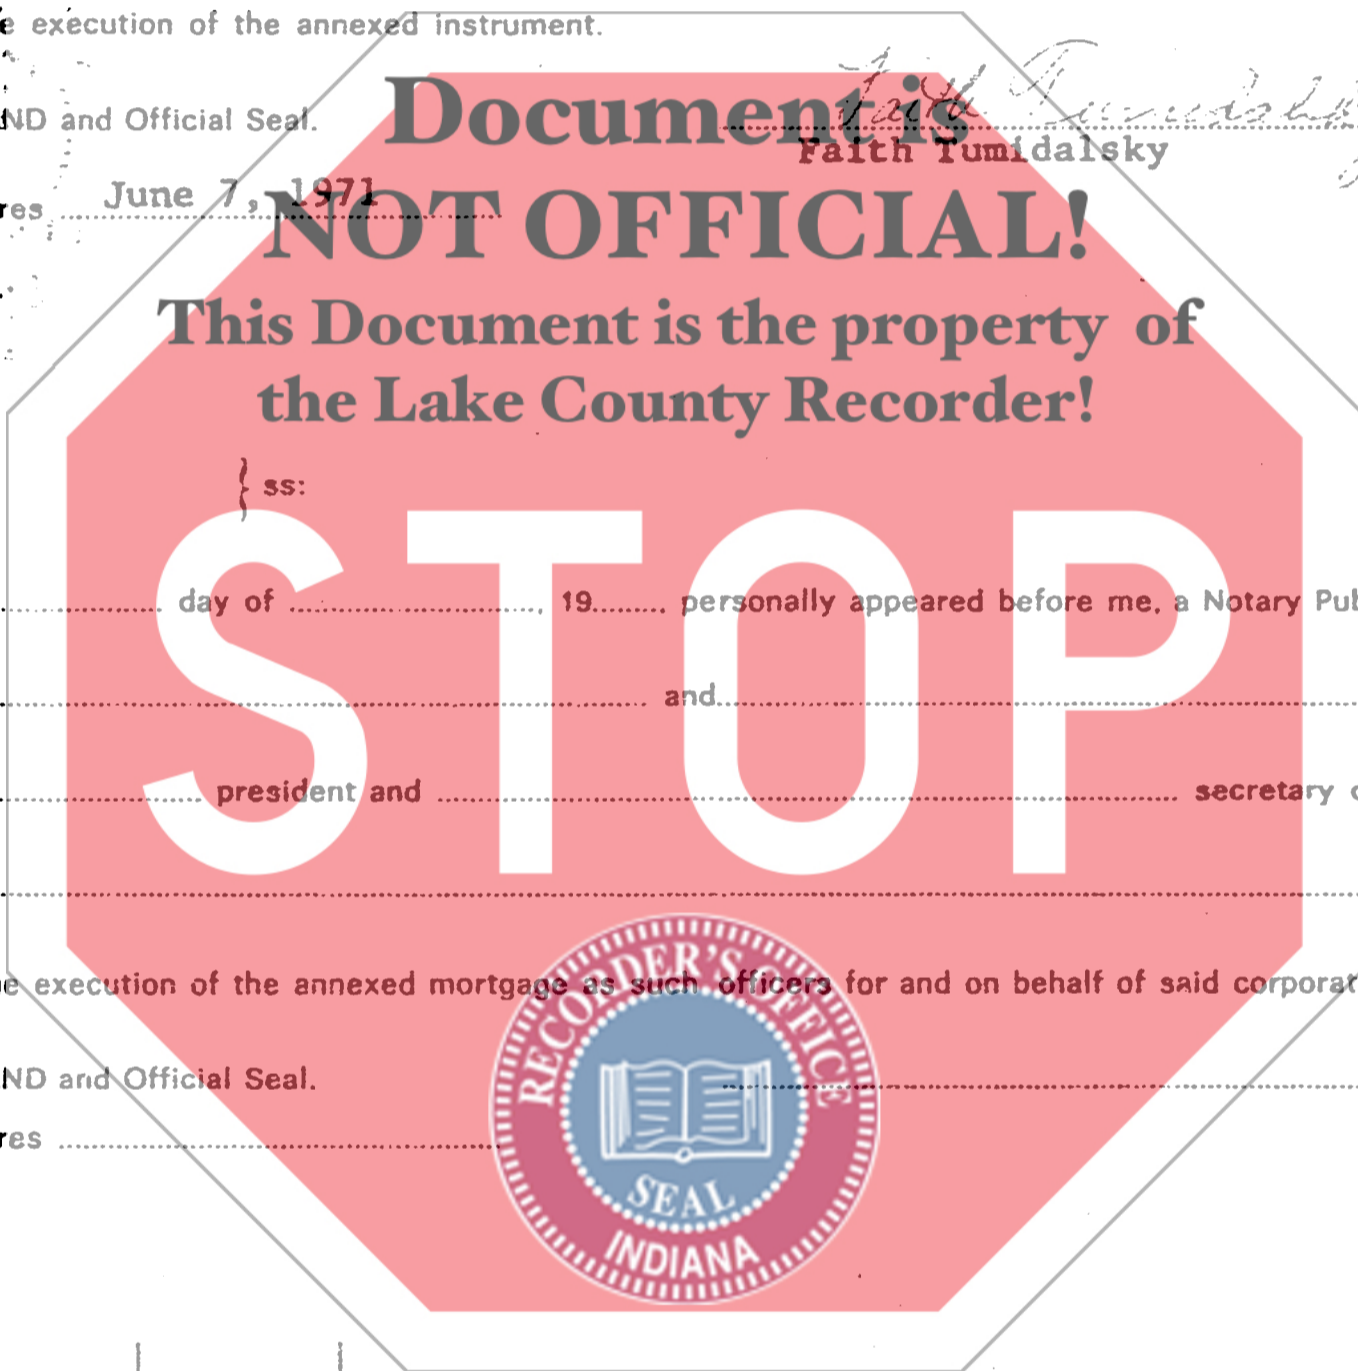 e execution of the annexed instrument.
Document is
ND and Official Seal.
Faith Tumidalsky
Faith Tumidalsky
res June 7, 1971
NOT OFFICIAL!
This Document is the property of
the Lake County Recorder!
} ss:
STOP
day of ........, 19........ personally appeared before me, a Notary Pub
and
president and ........ secretary o
e execution of the annexed mortgage as such officers for and on behalf of said corporat
RECORDER'S OFFICE
ND and Official Seal.
res
SEAL
INDIANA